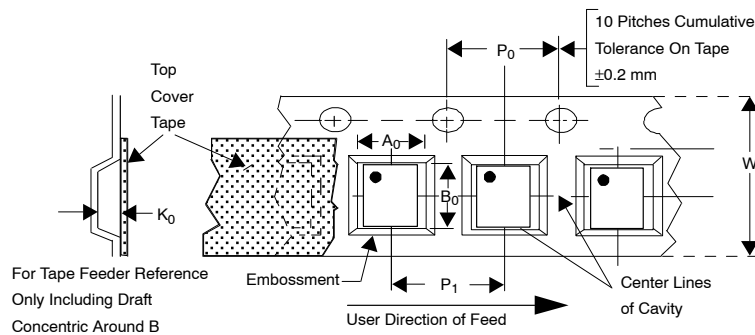 10 Pitches Cumulative
Tolerance On Tape
±0.2 mm
P0
Top
Cover
Tape
A0
W
B0
K0
For Tape Feeder Reference
Only Including Draft
Concentric Around B
Embossment
P1
Center Lines
of Cavity
User Direction of Feed